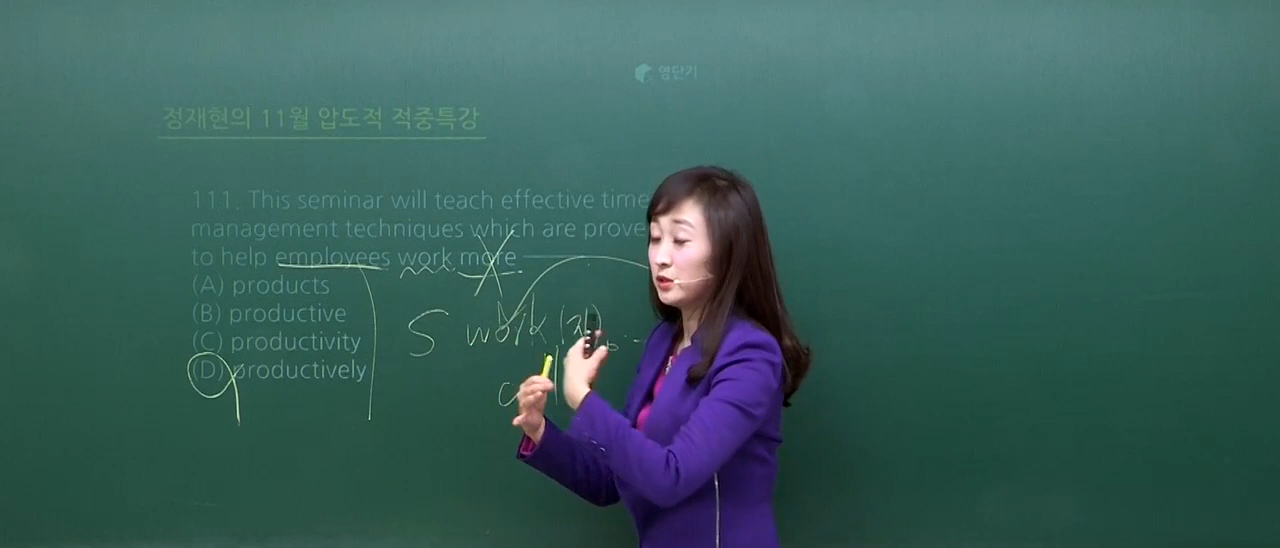 영단기
정재현의 11월 압도적 적중특강
111. This seminar will teach effective time
management techniques which are prove
to help employees work more
(A) products
(B) productive
(C) productivity
(D) productively
S work (자)